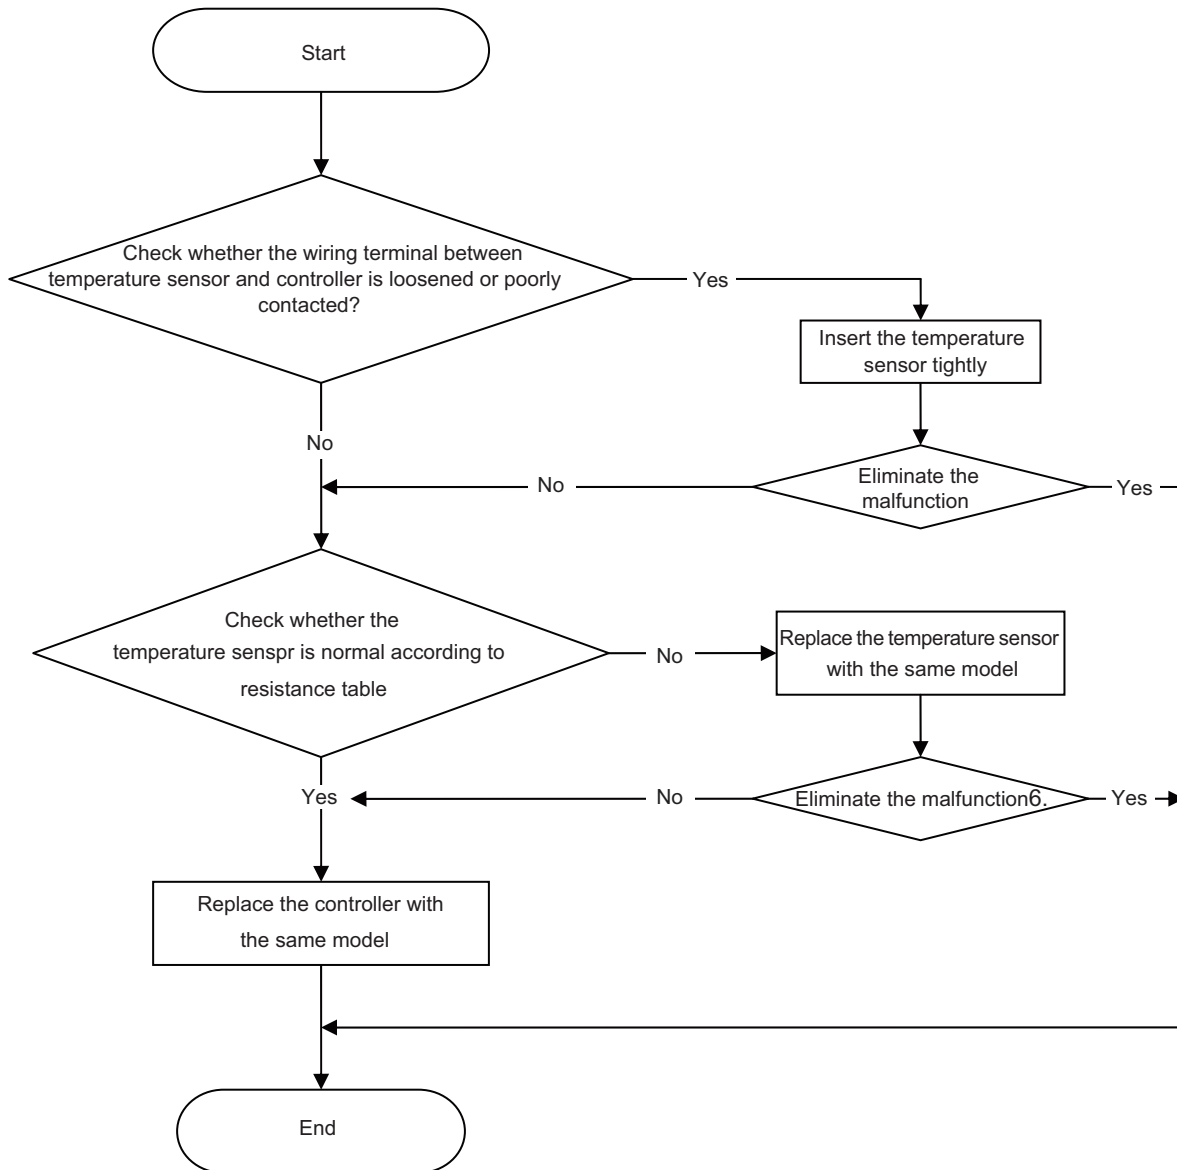 Start
Check whether the wiring terminal between
temperature sensor and controller is loosened or poorly
contacted?
Yes
Insert the temperature
sensor tightly
No
Eliminate the
malfunction
No
Yes
Check whether the
temperature senspr is normal according to
resistance table
No
Replace the temperature sensor
with the same model
Yes
No
Eliminate the malfunction6.
Yes
Replace the controller with
the same model
End